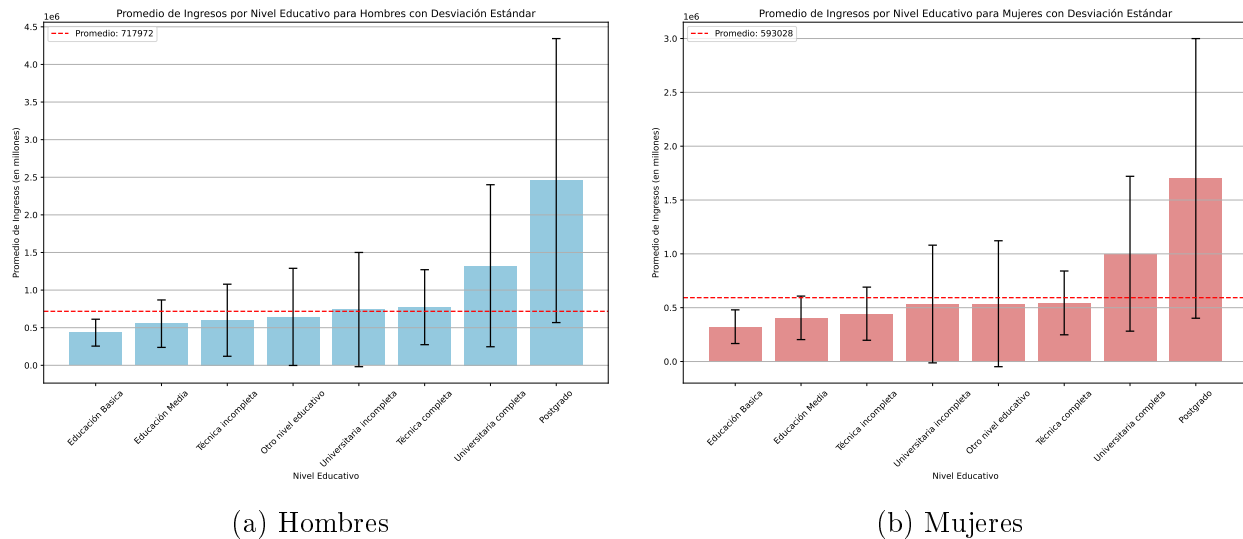 Promedio de Ingresos por Nivel Educativo para Hombres con Desviación Estándar
1e6
Promedio: 717972
4.5
4.0
3.5
3.0
2.5
2.0
1.5
1.0
0.5
0.0
Promedio de Ingresos (en millones)
Educación Basica
Educación Media
Técnica incompleta
Otro nivel educativo
Universitaria incompleta
Técnica completa
Universitaria completa
Postgrado
Nivel Educativo
(a) Hombres
Promedio de Ingresos por Nivel Educativo para Mujeres con Desviación Estándar
1e6
Promedio: 593028
3.0
2.5
2.0
1.5
1.0
0.5
0.0
Promedio de Ingresos (en millones)
Educación Basica
Educación Media
Técnica incompleta
Universitaria incompleta
Otro nivel educativo
Técnica completa
Universitaria completa
Postgrado
Nivel Educativo
(b) Mujeres